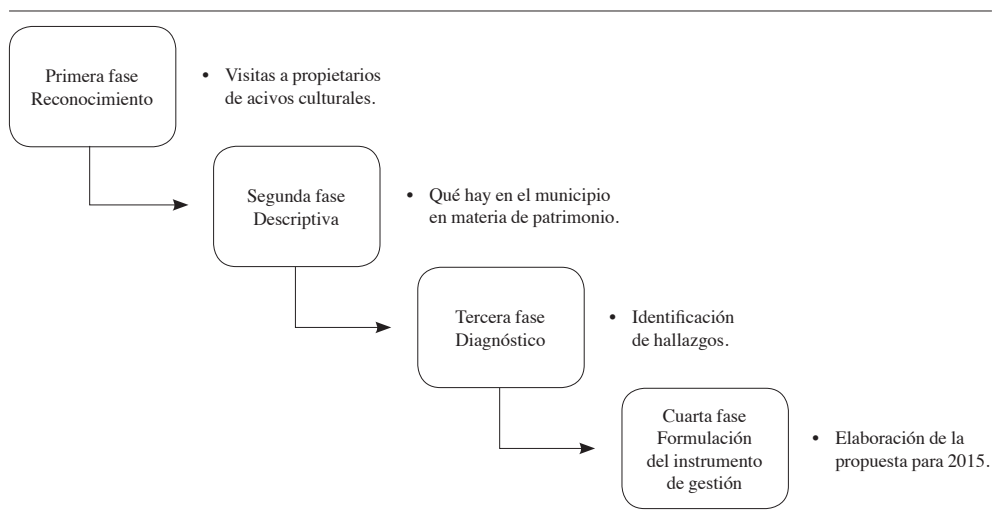 Primera fase
Reconocimiento
• Visitas a propietarios
de acivos culturales.
Segunda fase
Descriptiva
• Qué hay en el municipio
en materia de patrimonio.
Tercera fase
Diagnóstico
• Identificación
de hallazgos.
Cuarta fase
Formulación
del instrumento
de gestión
• Elaboración de la
propuesta para 2015.